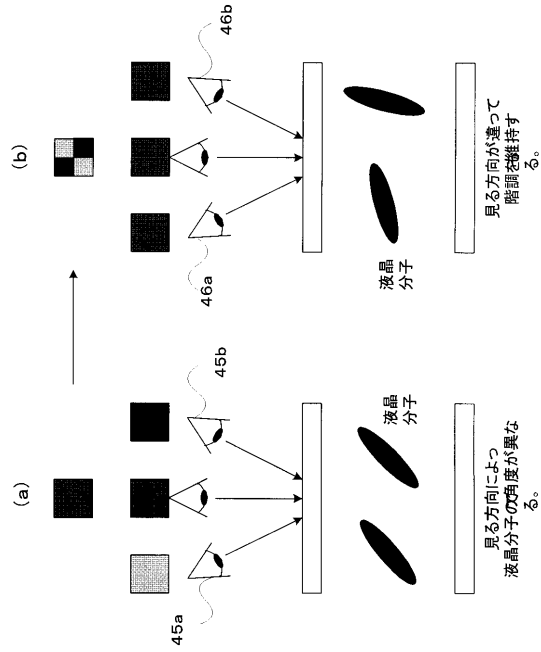 (a)
45a
45b
液晶
分子
見る方向によっ
て
液晶分子の角度が異な
る。
(b)
46a
46b
液晶
分子
見る方向が違って
も
階調を維持す
る。